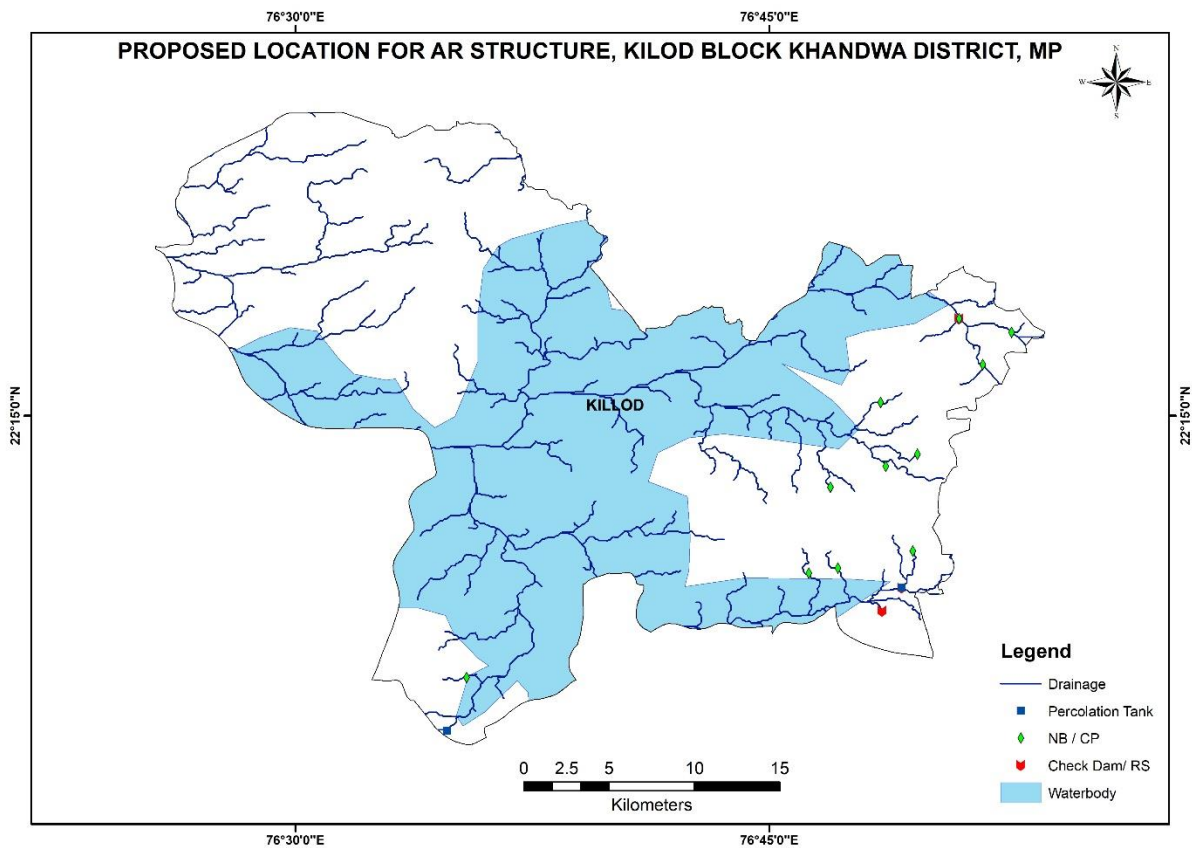 76°30'0"E
76°45'0"E
PROPOSED LOCATION FOR AR STRUCTURE, KILOD BLOCK KHANDWA DISTRICT, MP
N
W
E
S
22°15'0"N
22°15'0"N
KILLOD
Legend
Drainage
Percolation Tank
NB / CP
Check Dam/ RS
Waterbody
0 2.5 5 10 15
Kilometers
76°30'0"E
76°45'0"E